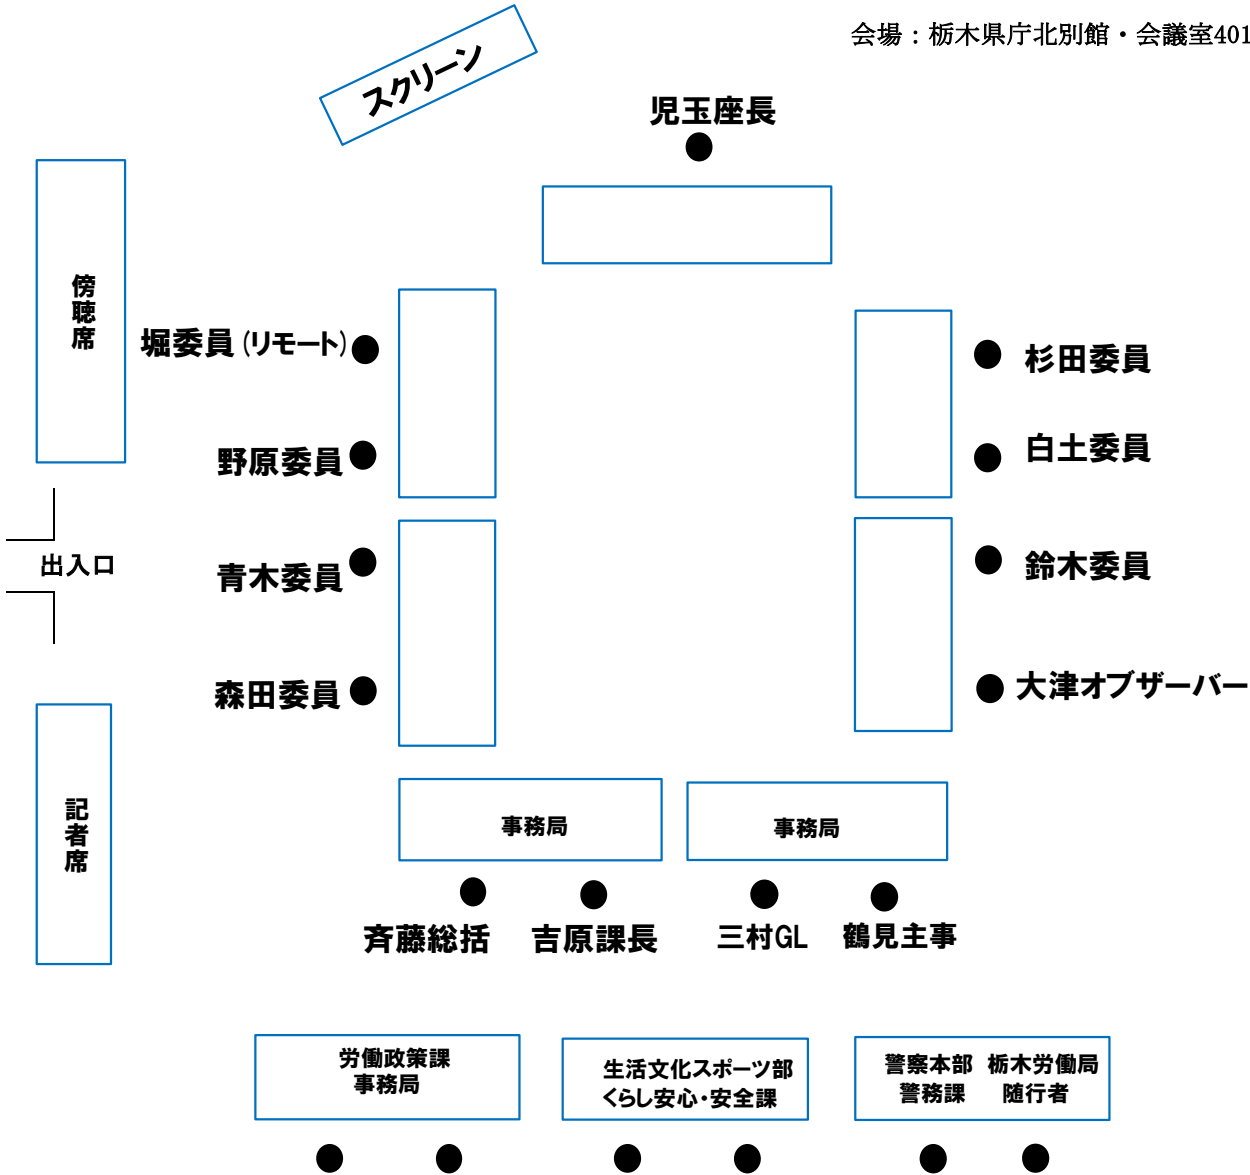 会場：栃木県庁北別館・会議室401
スクリーン
児玉座長
傍聴席
堀委員(リモート)
杉田委員
野原委員
白土委員
出入口
青木委員
鈴木委員
森田委員
大津オブザーバー
記者席
事務局
事務局
斉藤総括
吉原課長
三村GL
鶴見主事
労働政策課
事務局
生活文化スポーツ部
くらし安心・安全課
警察本部 栃木労働局
警務課 随行者